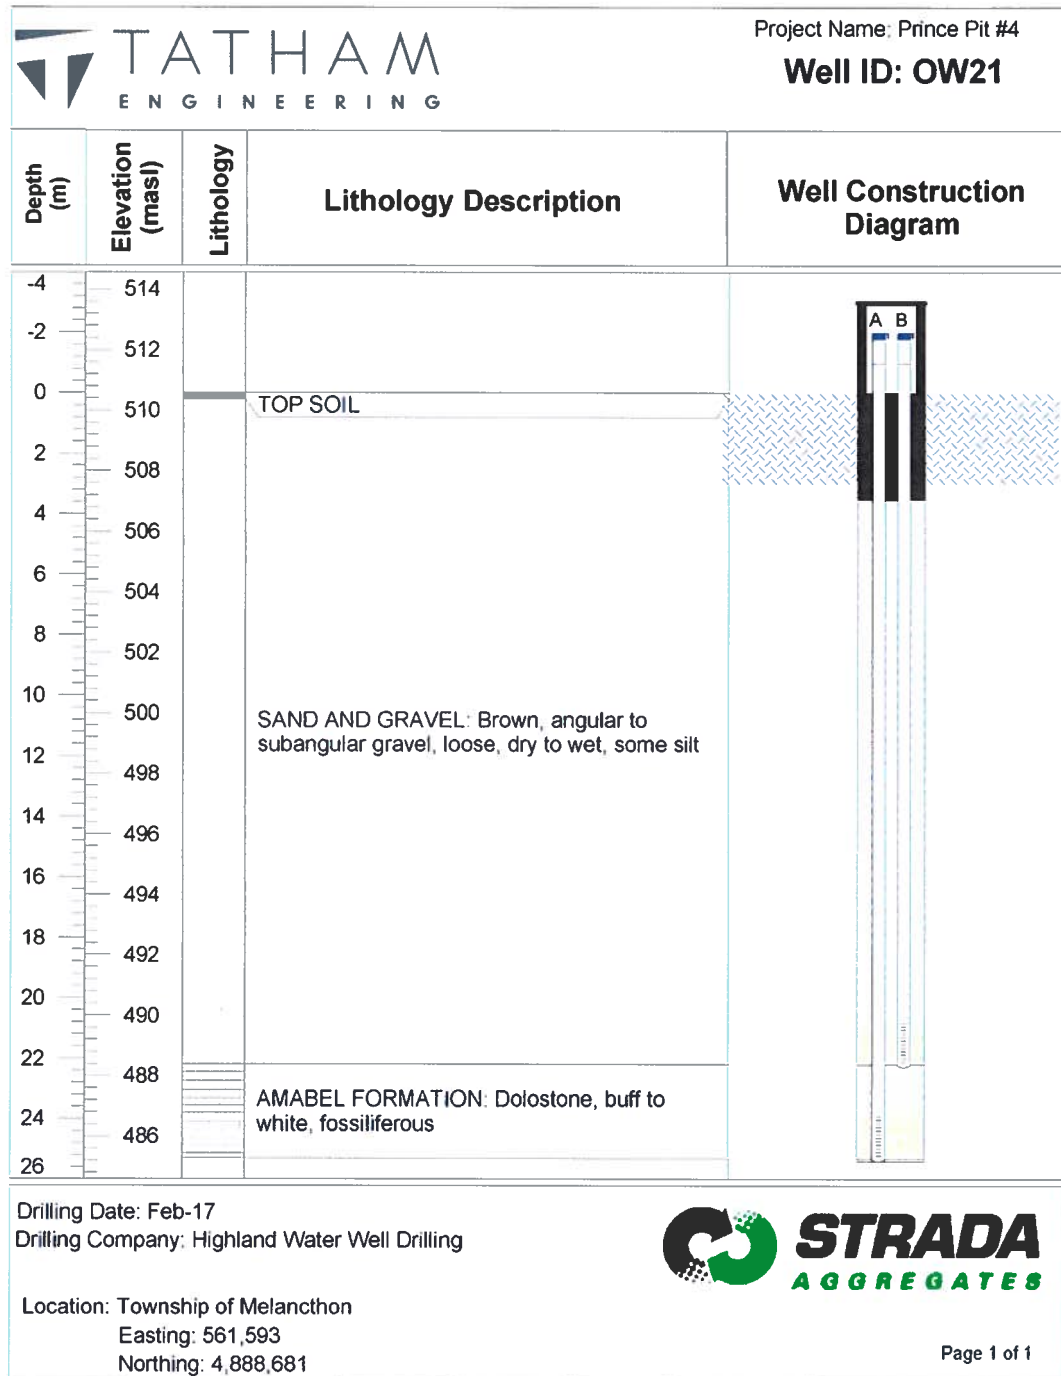 TATHAM
ENGINEERING
Project Name: Prince Pit #4
Well ID: OW21
Depth
(m)
Elevation
(masl)
Lithology
Lithology Description
Well Construction
Diagram
-4
-2
0
2
4
6
8
10
12
14
16
18
20
22
24
26
514
512
510
508
506
504
502
500
498
496
494
492
490
488
486
TOP SOIL
SAND AND GRAVEL: Brown, angular to
subangular gravel, loose, dry to wet, some silt
AMABEL FORMATION: Dolostone, buff to
white, fossiliferous
A B
Drilling Date: Feb-17
Drilling Company: Highland Water Well Drilling
Location: Township of Melancthon
Easting: 561,593
Northing: 4,888,681
STRADA
AGGREGATES
Page 1 of 1